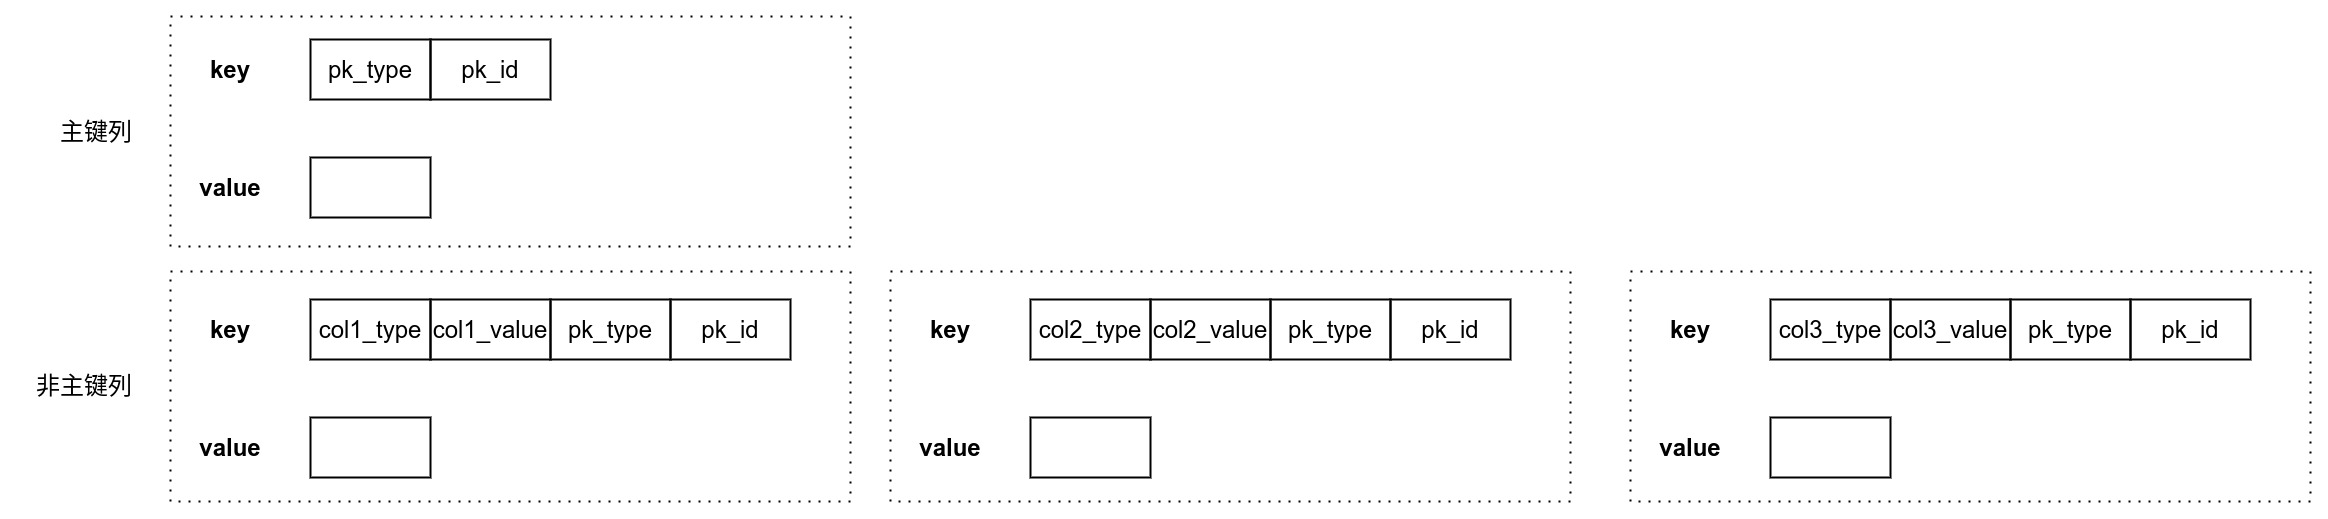 key pk_type pk_id
主键列
value
key col1_type col1_value pk_type pk_id
key col2_type col2_value pk_type pk_id
key col3_type col3_value pk_type pk_id
非主键列
value
value
value